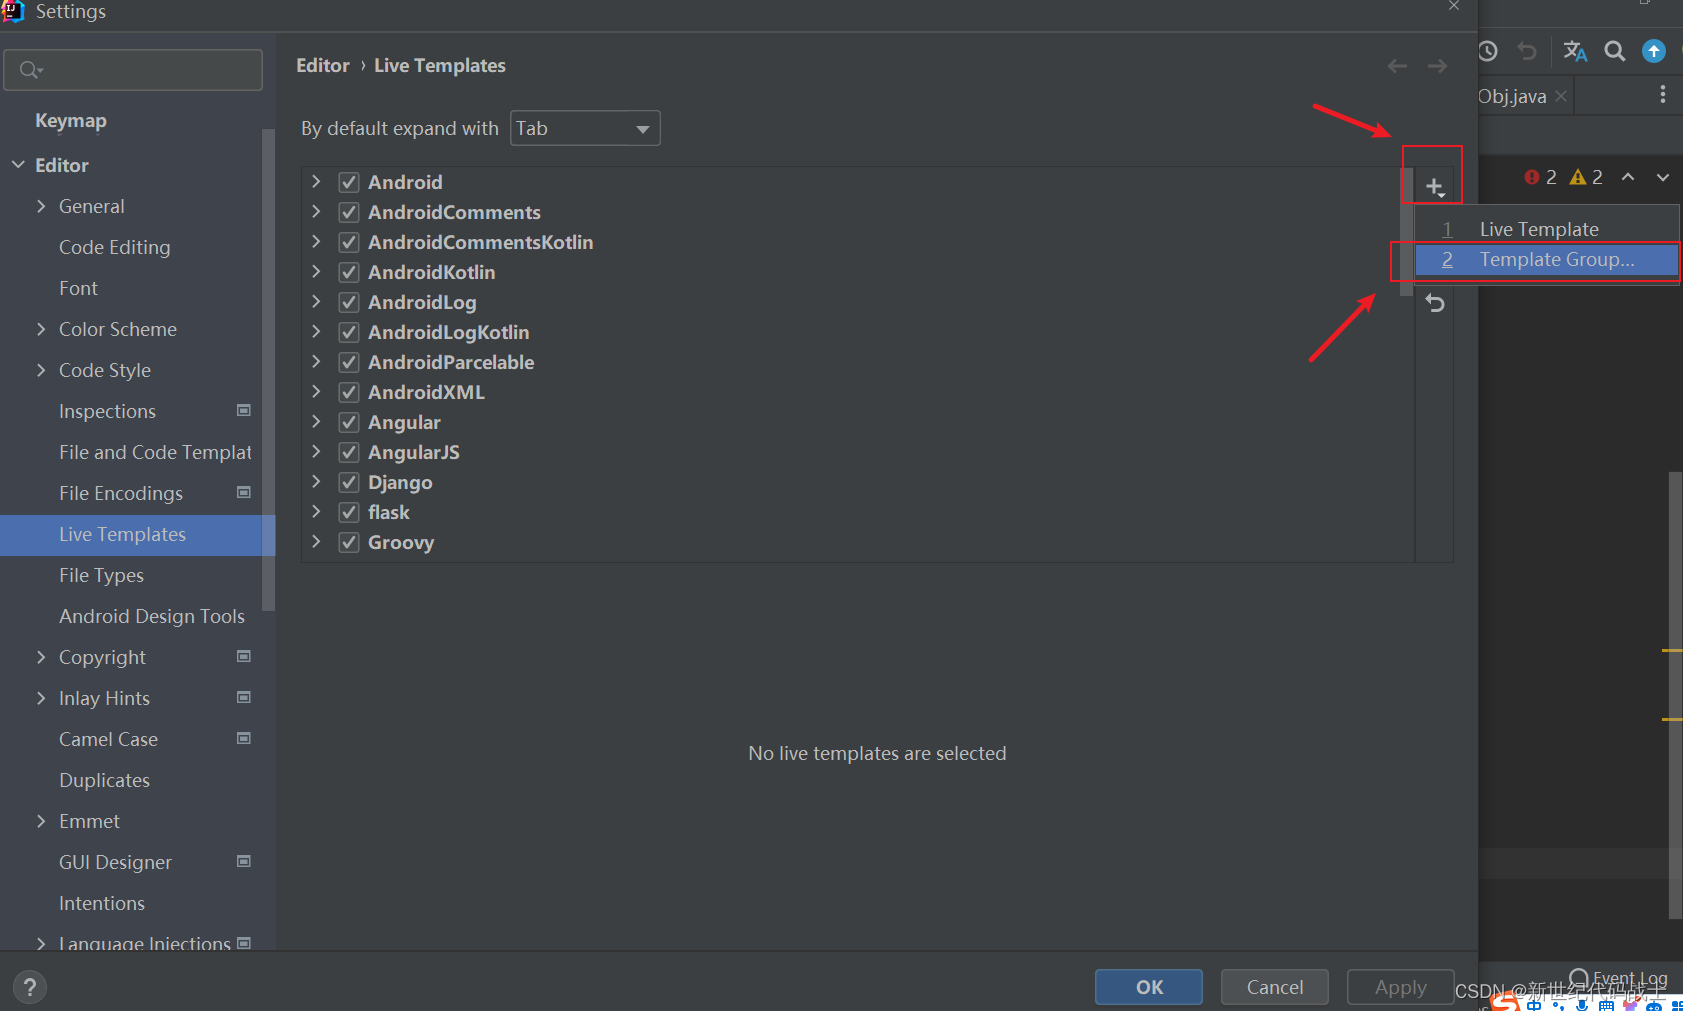 Settings
Keymap
Editor
General
Code Editing
Font
Color Scheme
Code Style
Inspections
File and Code Templat
File Encodings
Live Templates
File Types
Android Design Tools
Copyright
Inlay Hints
Camel Case
Duplicates
Emmet
GUI Designer
Intentions
Language Injections
Editor › Live Templates
By default expand with Tab
Android
AndroidComments
AndroidCommentsKotlin
AndroidKotlin
AndroidLog
AndroidLogKotlin
AndroidParcelable
AndroidXML
Angular
AngularJS
Django
flask
Groovy
No live templates are selected
1 Live Template
2 Template Group...
Obj.java
2 2
OK Cancel Apply
Event Log
CSDN @新世纪代码战士
中